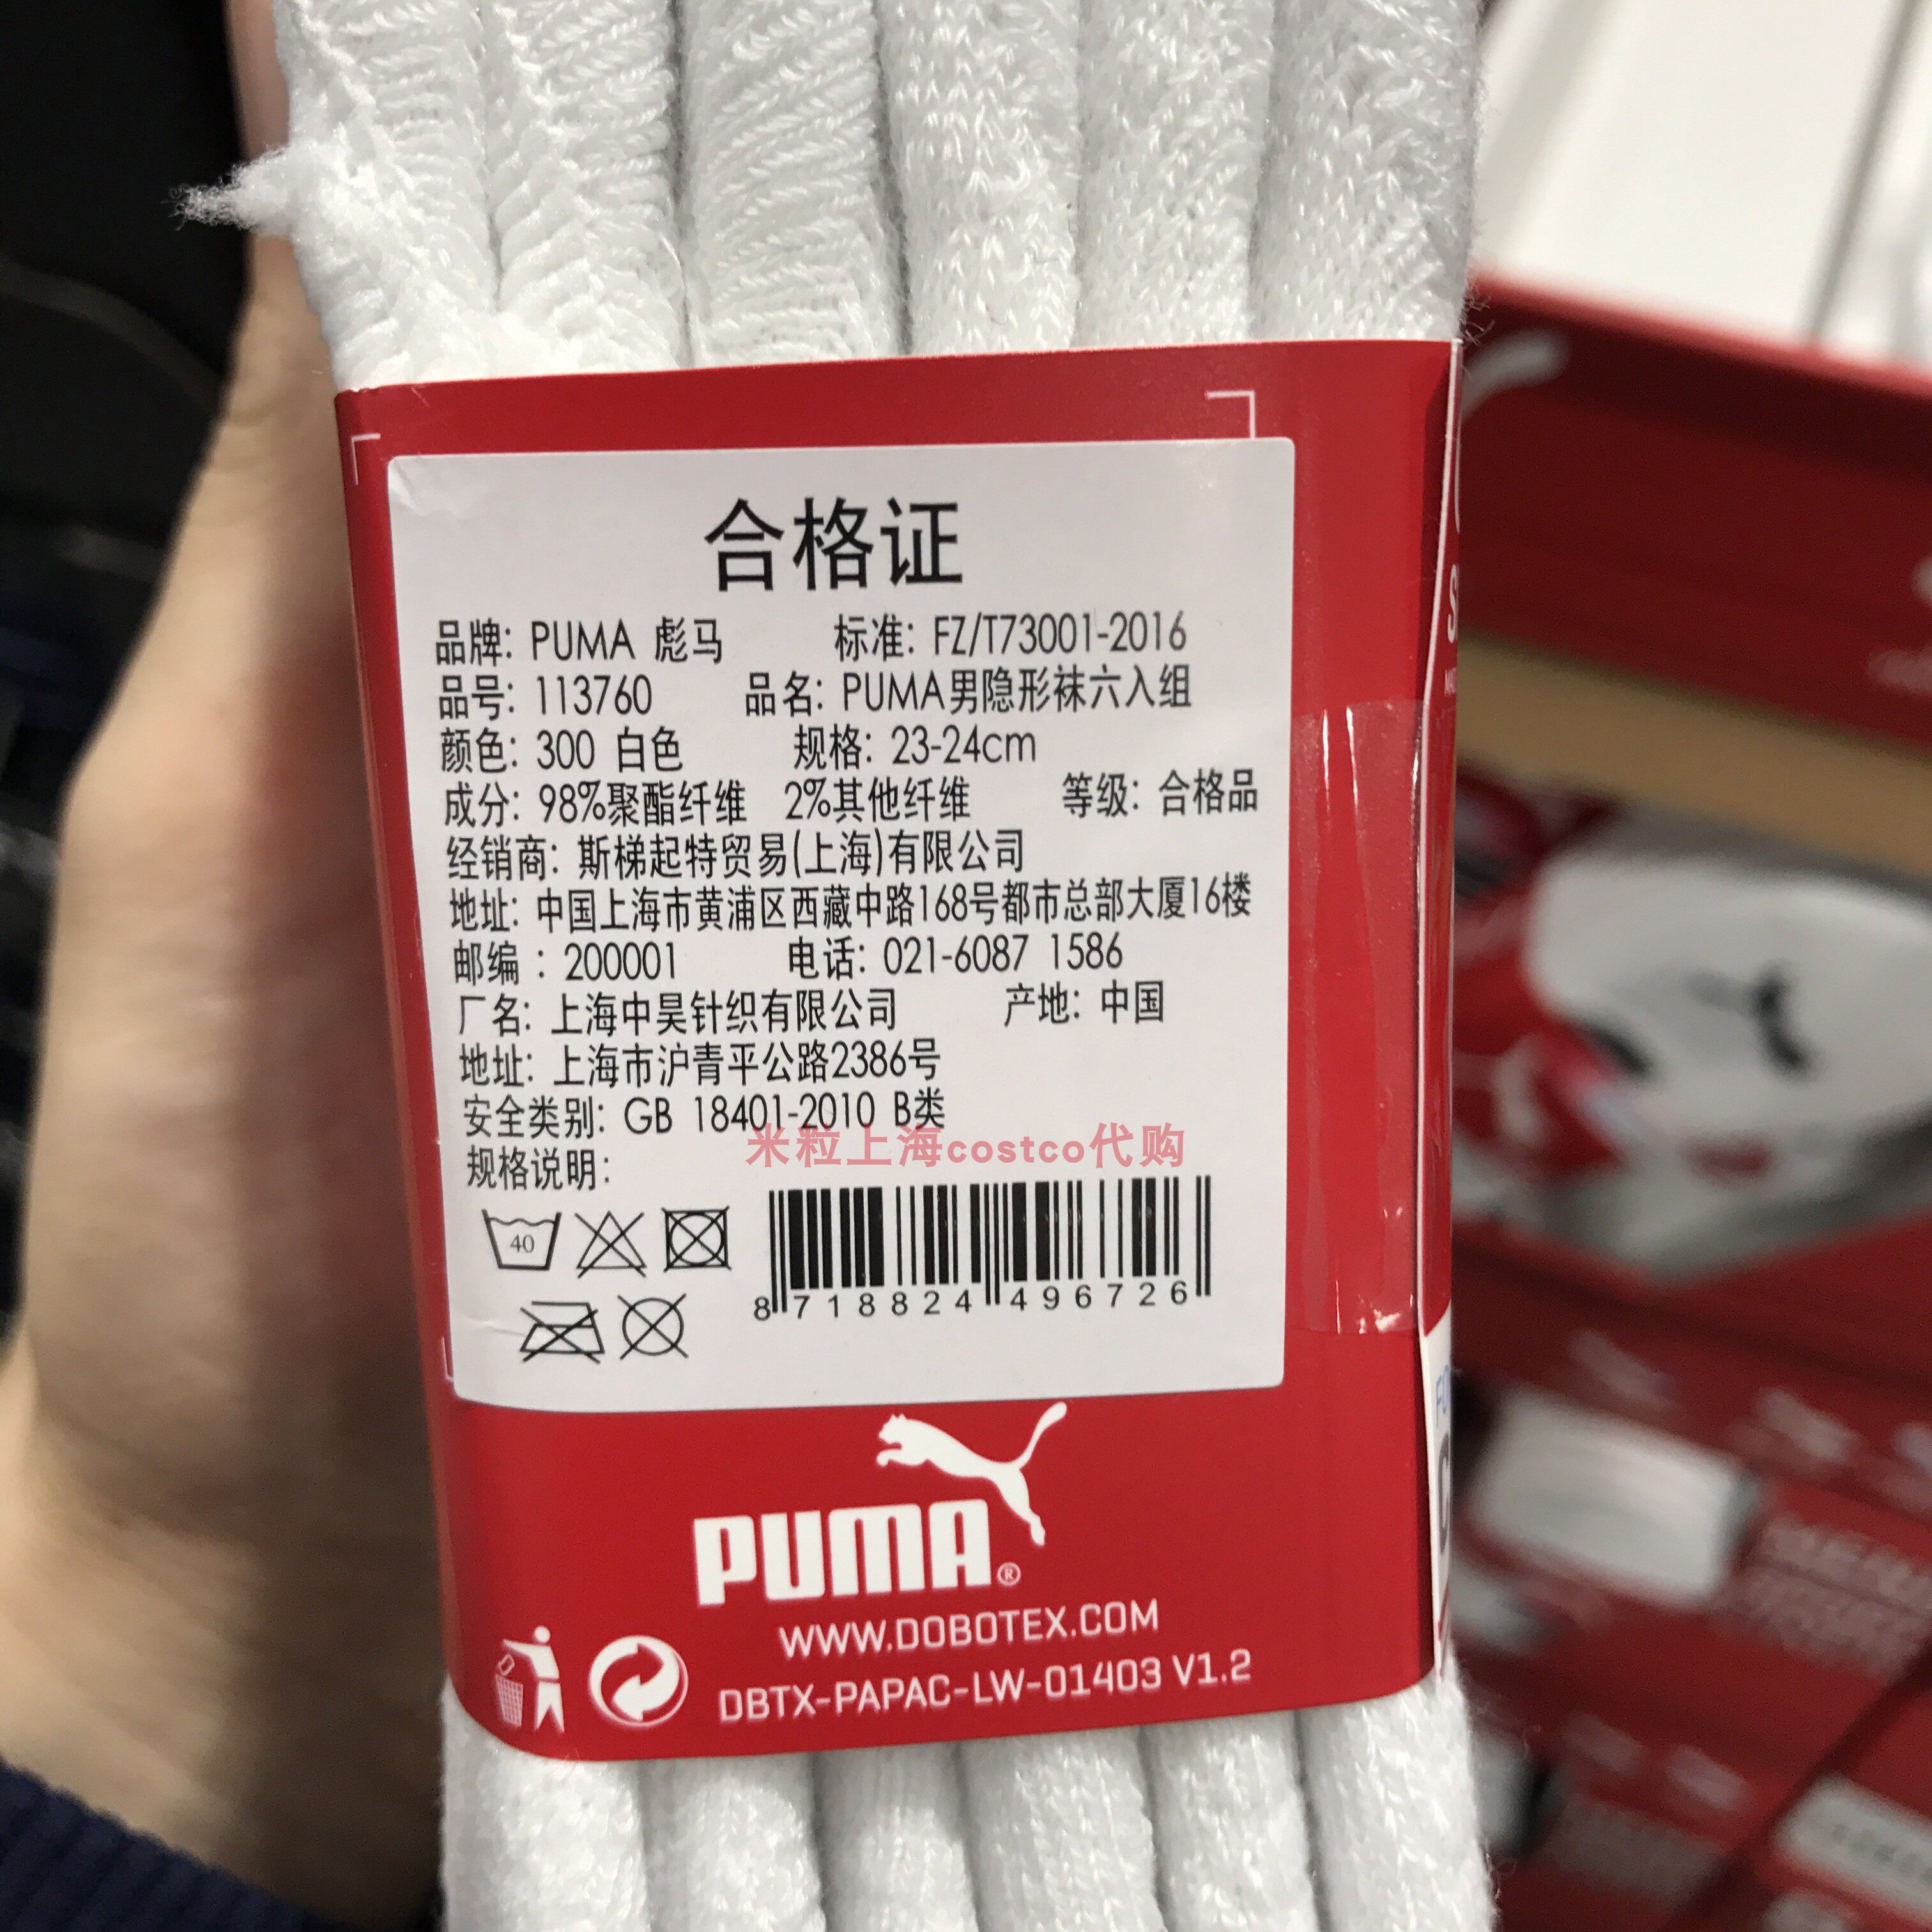 合格证
品牌: PUMA 彪马 标准: FZ/T73001-2016
品号: 113760 品名: PUMA男隐形袜六入组
颜色: 300 白色 规格: 23-24cm
成分: 98%聚酯纤维 2%其他纤维 等级: 合格品
经销商: 斯梯起特贸易(上海)有限公司
地址: 中国上海市黄浦区西藏中路168号都市总部大厦16楼
邮编: 200001 电话: 021-6087 1586
厂名: 上海中昊针织有限公司 产地: 中国
地址: 上海市沪青平公路2386号
安全类别: GB 18401-2010 B类
米粒上海costco代购
规格说明:
40
8 718824 496726
PUMA®
WWW.DOBOTEX.COM
DBTX-PAPAC-LW-01403 V1.2